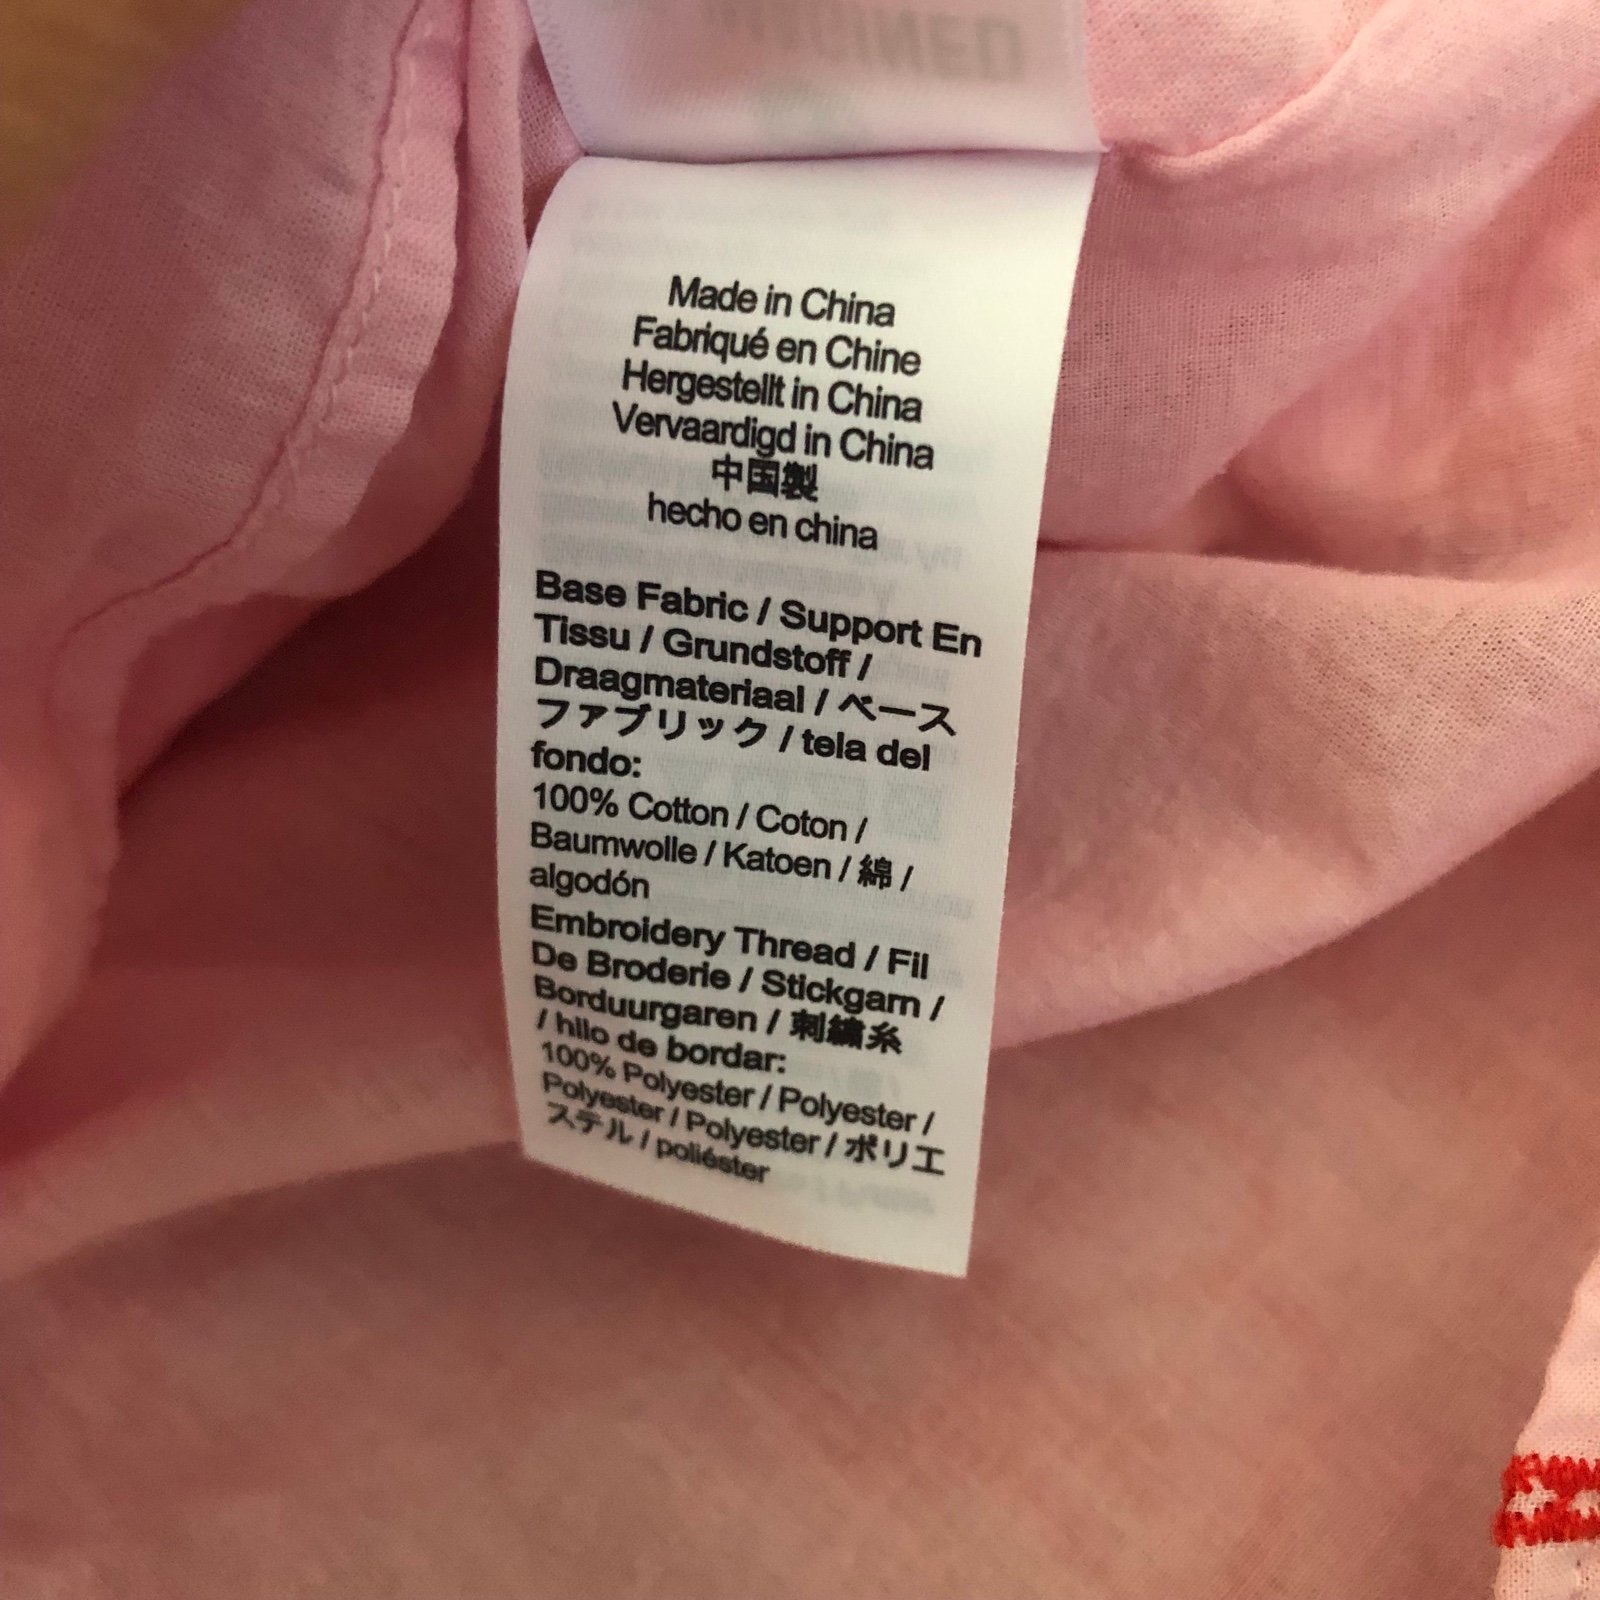 Made in China
Fabriqué en Chine
Hergestellt in China
Vervaardigd in China
中国製
hecho en china
Base Fabric / Support En
Tissu / Grundstoff /
Draagmateriaal / ベース
ファブリック / tela del
fondo:
100% Cotton / Coton /
Baumwolle / Katoen / 綿 /
algodón
Embroidery Thread / Fil
De Broderie / Stickgarn /
Borduurgaren / 刺繍糸
/ hilo de bordar:
100% Polyester / Polyester /
Polyester / Polyester / ポリエ
ステル / poliéster